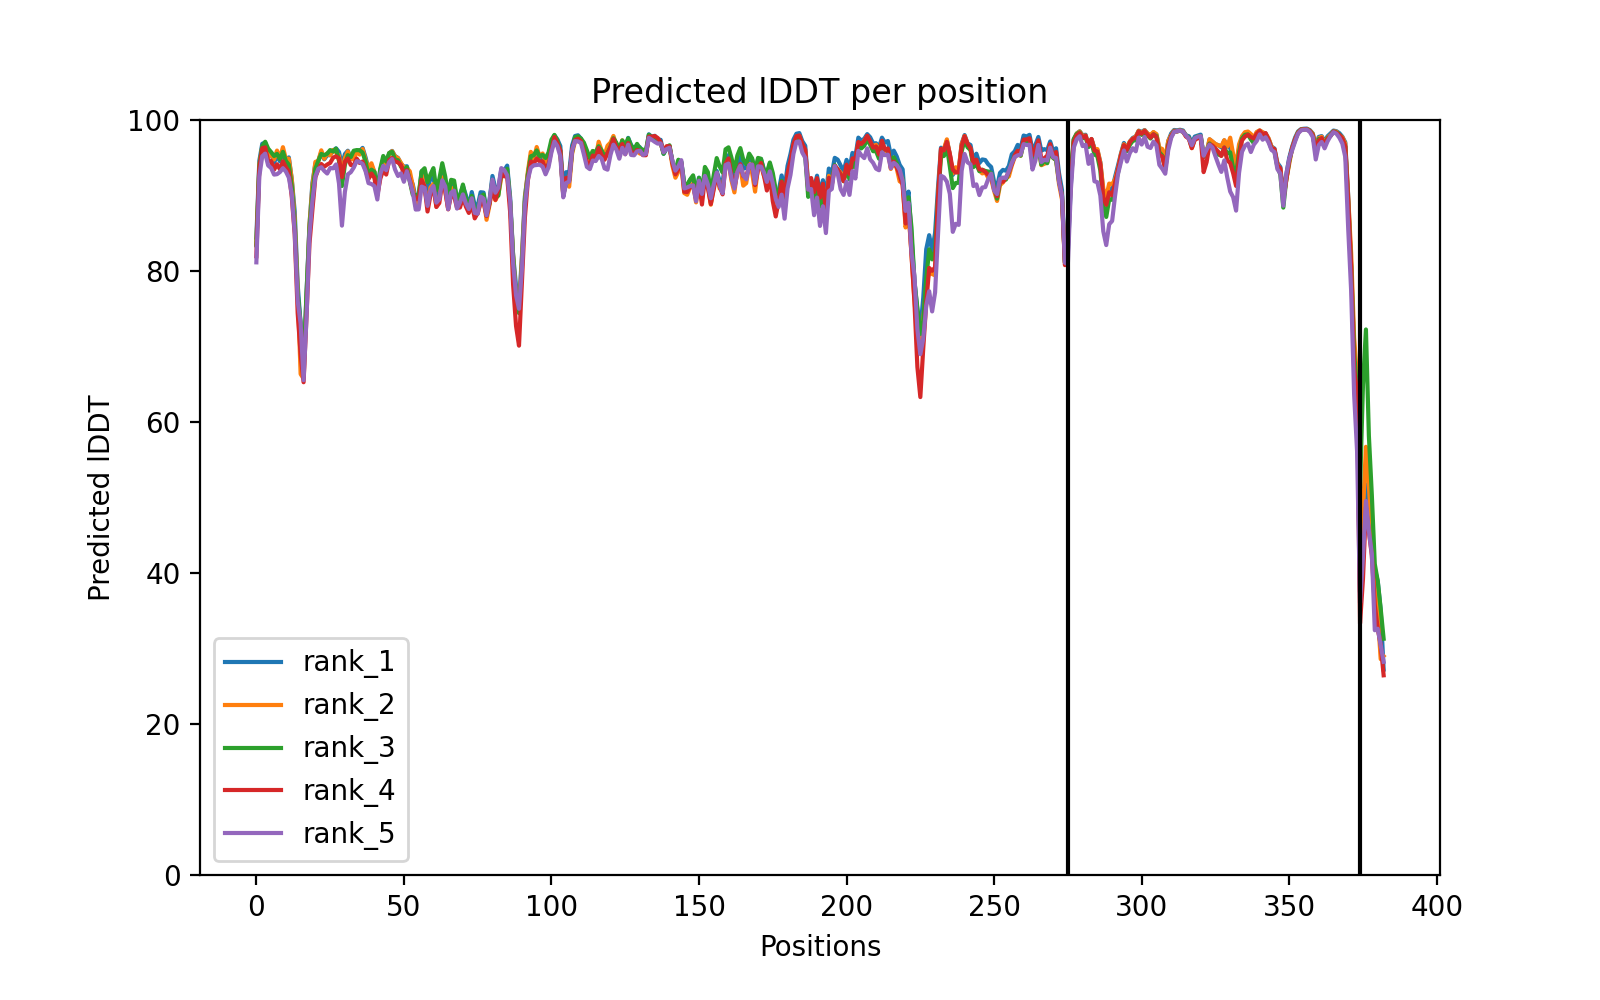 Predicted lDDT per position
100
80
60
40
20
0
Predicted lDDT
rank_1
rank_2
rank_3
rank_4
rank_5
0 50 100 150 200 250 300 350 400
Positions